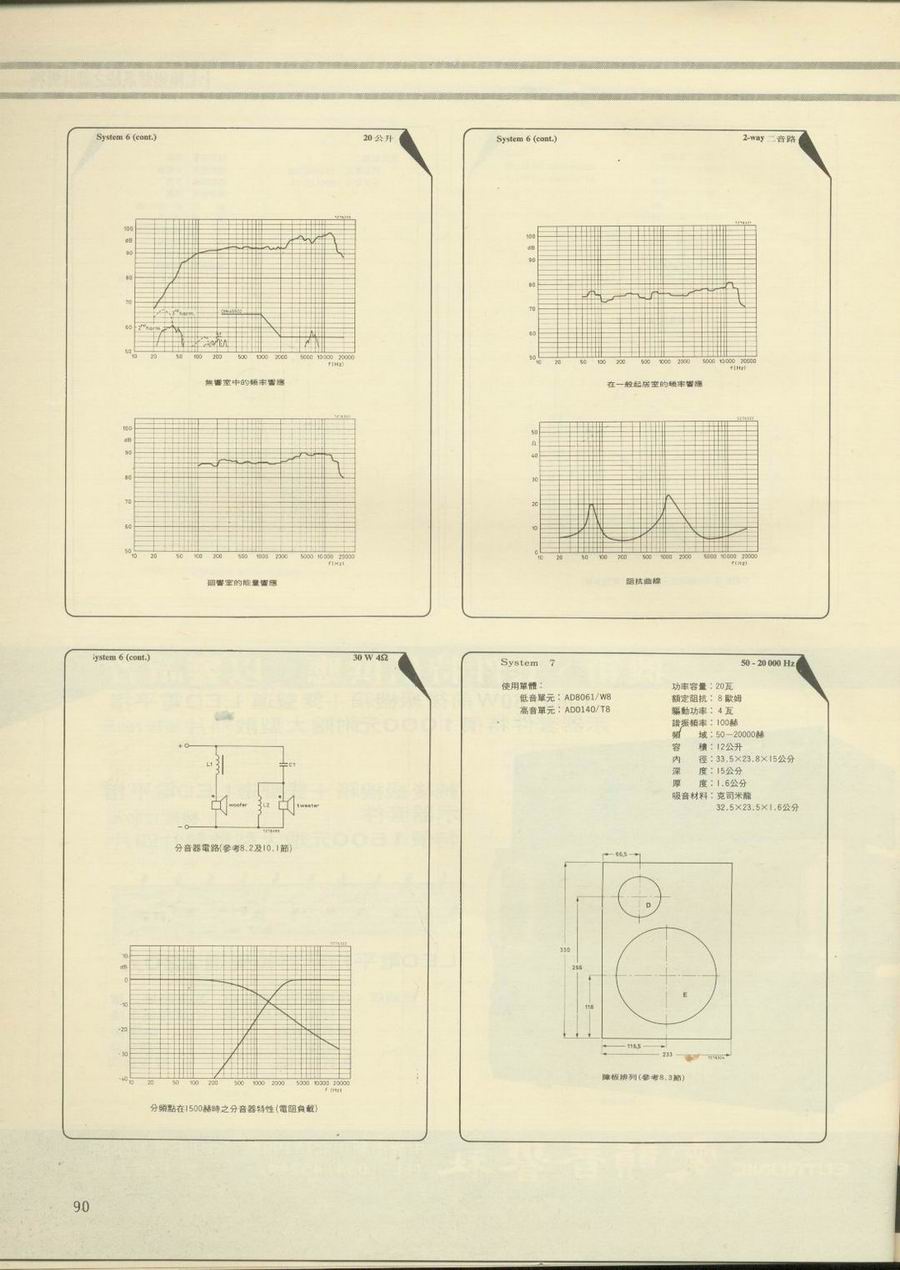 System 6 (cont.)
20 公升
100
dB
90
80
70
60
50
2nd harm.
3rd harm.
10 20 50 100 200 500 1000 2000 5000 10000 20000
f(Hz)
無響室中的頻率響應
100
dB
90
80
70
60
50
10 20 50 100 200 500 1000 2000 5000 10000 20000
f(Hz)
迴響室的能量響應
System 6 (cont.)
2-way 二音路
100
dB
90
80
70
60
50
10 20 50 100 200 500 1000 2000 5000 10000 20000
f(Hz)
在一般起居室的頻率響應
50
Ω
40
30
20
10
0
10 20 50 100 200 500 1000 2000 5000 10000 20000
f(Hz)
阻抗曲線
System 6 (cont.)
30 W 4Ω
+
L1
C1
+
woofer
L2
+
tweeter
−
分音器電路(參考8.2及10.1節)
10
dB
0
-10
-20
-30
-40
10 20 50 100 200 500 1000 2000 5000 10000 20000
f (Hz)
分頻點在1500赫時之分音器特性(電阻負載)
System 7
50 - 20 000 Hz
使用單體：
低音單元：AD8061/W8
高音單元：AD0140/T8
功率容量：20瓦
額定阻抗：8歐姆
驅動功率：4瓦
諧振頻率：100赫
頻 域：50－20000赫
容 積：12公升
內 徑：33.5×23.8×15公分
深 度：15公分
厚 度：1.6公分
吸音材料：克司米龍
32.5×23.5×1.6公分
66,5
D
330
266
E
118
116,5
233
障板排列(參考8.3節)
90